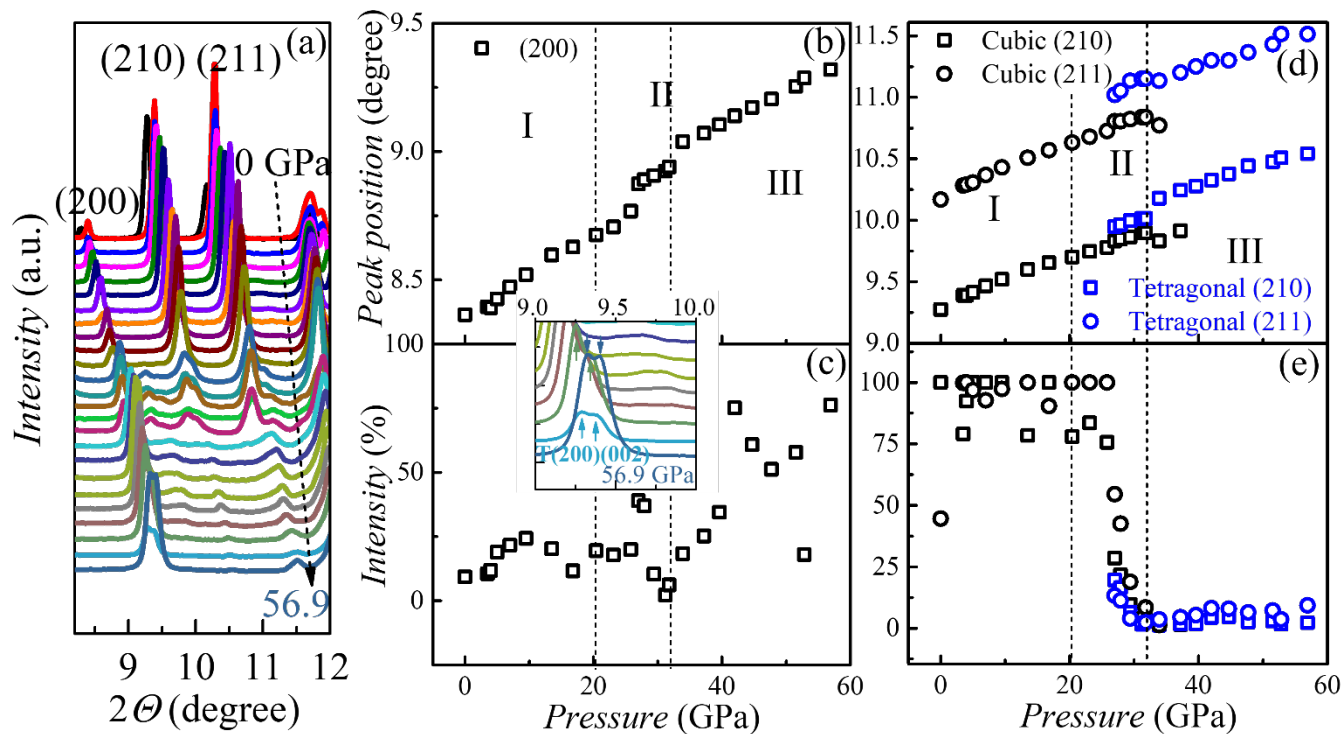 (a)
(210) (211)
0 GPa
(200)
56.9
Intensity (a.u.)
9 10 11 12
2Θ (degree)
9.5
(200)
(b)
I
II
III
9.0
8.5
Peak position (degree)
9.0 9.5 10.0
T(200)(002)
56.9 GPa
100
(c)
50
0
Intensity (%)
0 20 40 60
Pressure (GPa)
11.5
Cubic (210)
Cubic (211)
(d)
11.0
10.5
I
II
10.0
III
9.5
Tetragonal (210)
Tetragonal (211)
9.0
(e)
100
75
50
25
0
0 20 40 60
Pressure (GPa)